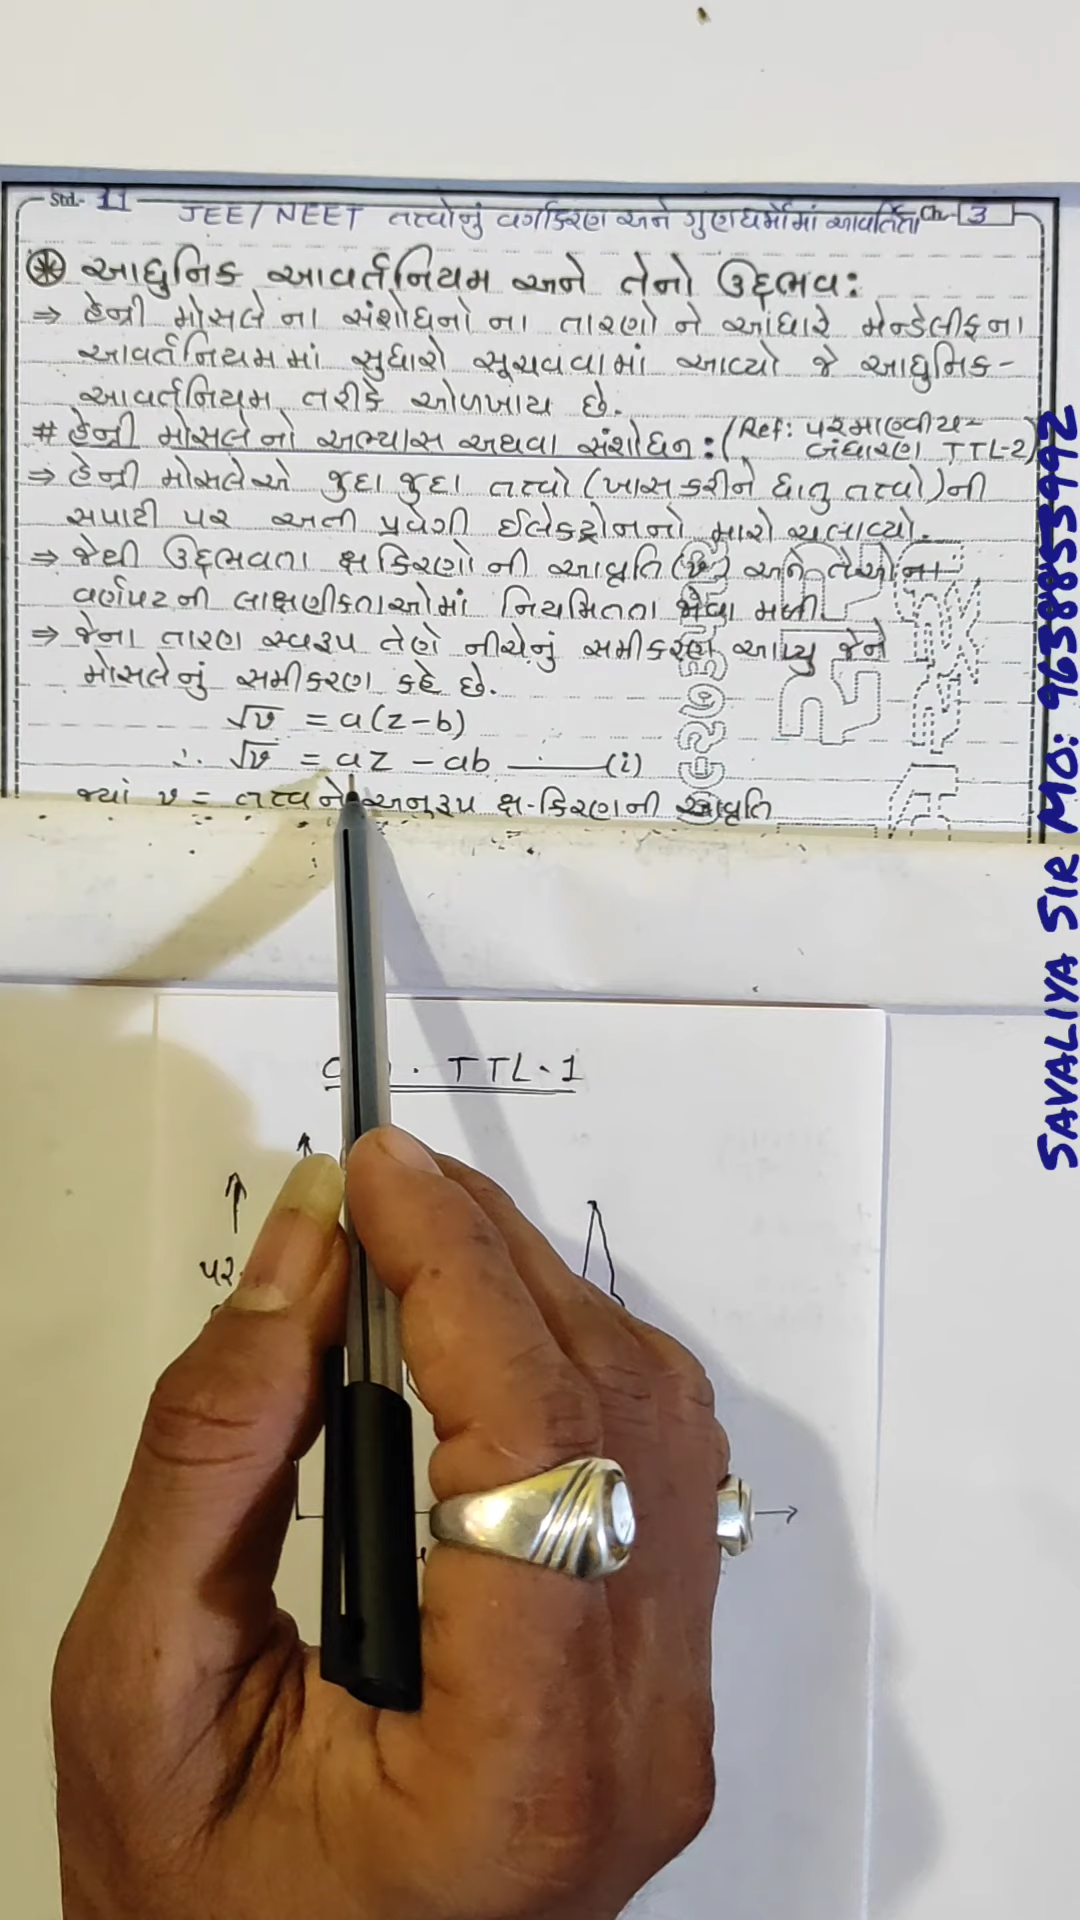 Std.- 11
JEE/NEET તત્વોનું વર્ગીકરણ અને ગુણધર્મોમાં આવર્તિતા Ch.- 3
આધુનિક આવર્તનિયમ અને તેનો ઉદ્દભવ:
⇒ હેન્રી મોસલે ના સંશોધનો ના તારણો ને આધારે મેન્ડેલીફના
આવર્તનિયમમાં સુધારો સૂચવવામાં આવ્યો જે આધુનિક-
આવર્તનિયમ તરીકે ઓળખાય છે.
# હેન્રી મોસલેનો અભ્યાસ અથવા સંશોધન: (Ref: પરમાણ્વીય-
બંધારણ TTL-2)
⇒ હેન્રી મોસલેએ જુદા જુદા તત્વો (ખાસ કરીને ધાતુ તત્વો)ની
સપાટી પર અતી પ્રવેગી ઈલેક્ટ્રોનનો મારો ચલાવ્યો.
⇒ જેથી ઉદ્દભવતા ક્ષ કિરણો ની આવૃતિ (v) અને તેઓના
વર્ણપટની લાક્ષણીકતાઓમાં નિયમિતતા જોવા મળી.
⇒ જેના તારણ સ્વરૂપ તેણે નીચેનું સમીકરણ આપ્યુ જેને
મોસલેનું સમીકરણ કહે છે.
√v = a(z-b)
∴ √v = az - ab ——— (i)
જ્યાં v = તત્વને અનુરૂપ ક્ષ-કિરણની આવૃતિ
SAVALIYA SIR MO: 9638853992
TTL-1
પર